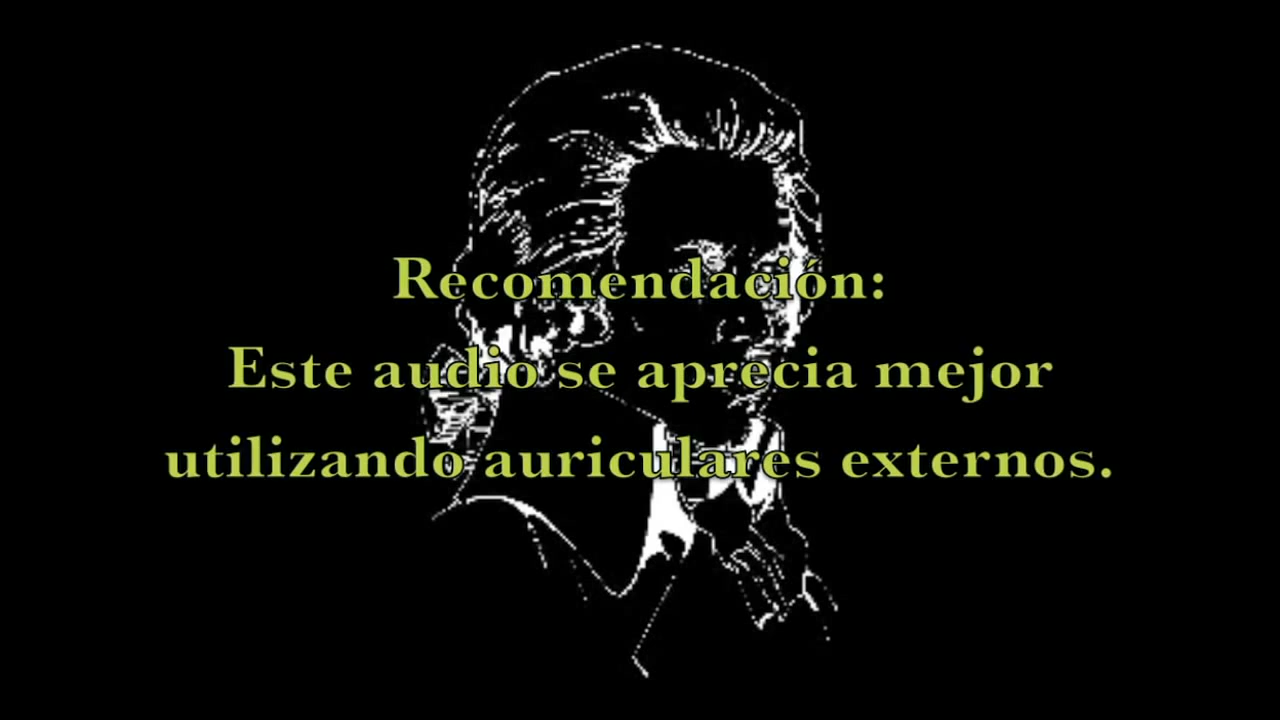 Recomendación:
Este audio se aprecia mejor
utilizando auriculares externos.